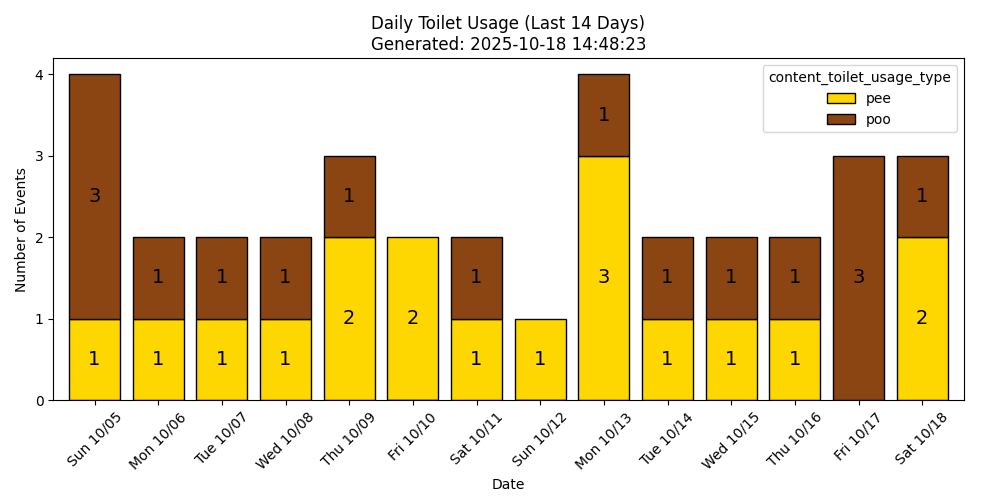 Daily Toilet Usage (Last 14 Days)
Generated: 2025-10-18 14:48:23
content_toilet_usage_type
pee
poo
Number of Events
4
3
2
1
0
3
1
1
1
1
1
1
1
1
1
2
2
1
1
1
1
3
1
1
1
1
1
1
3
1
2
Sun 10/05
Mon 10/06
Tue 10/07
Wed 10/08
Thu 10/09
Fri 10/10
Sat 10/11
Sun 10/12
Mon 10/13
Tue 10/14
Wed 10/15
Thu 10/16
Fri 10/17
Sat 10/18
Date